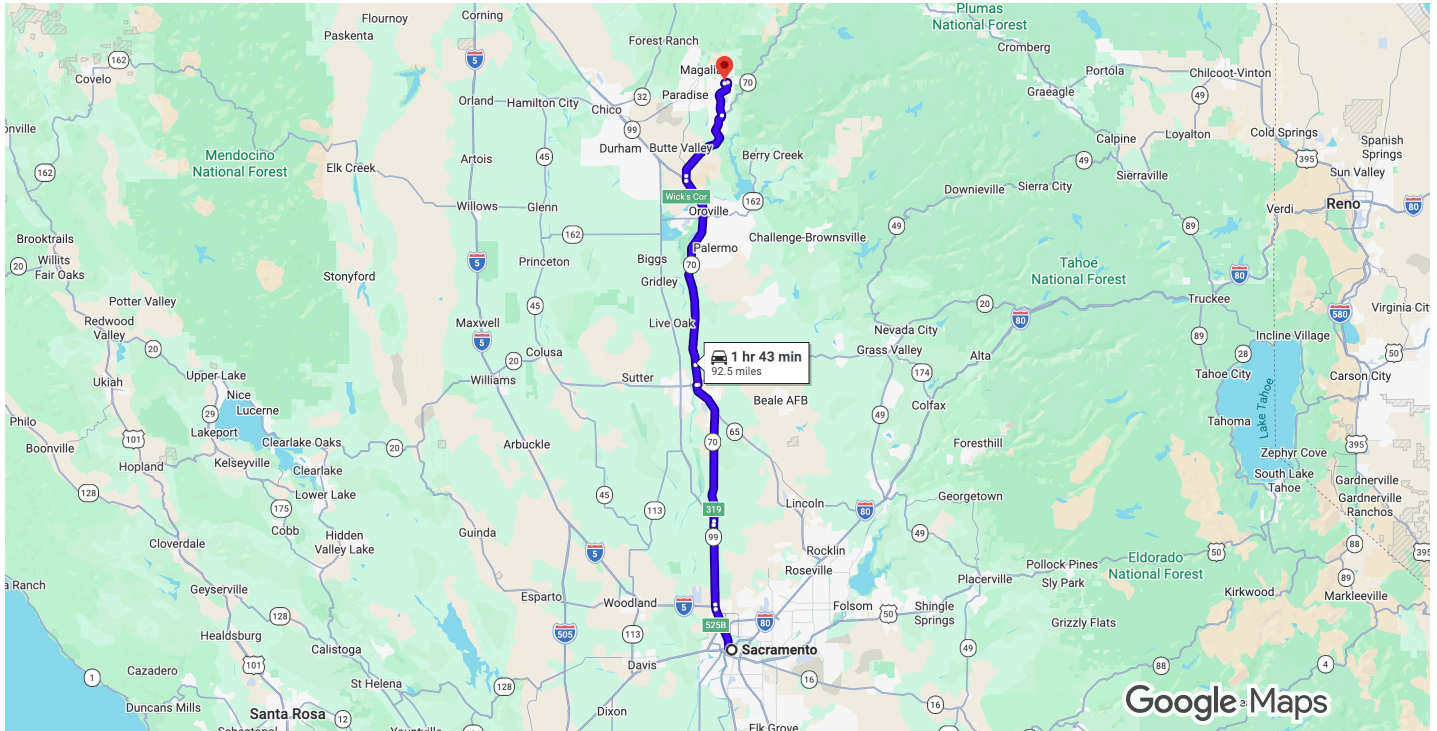 Plumas
National Forest
Flournoy
Corning
Paskenta
5
Forest Ranch
Cromberg
162
Covelo
Magalia
70
Portola
Chilcoot-Vinton
Graeagle
49
Orland
Hamilton City
32
Paradise
Chico
99
Loyalton
Cold Springs
Calpine
Spanish
Springs
Mendocino
National Forest
Elk Creek
Artois
45
Durham
Butte Valley
Berry Creek
49
395
Sun Valley
162
Sierraville
Downieville
Sierra City
Willows
Glenn
Wick's Cor
Oroville
162
Verdi
Reno
80
49
89
Brooktrails
Willits
Fair Oaks
20
162
Challenge-Brownsville
Palermo
5
Princeton
Biggs
70
Tahoe
National Forest
80
Stonyford
Gridley
Potter Valley
45
20
Truckee
Virginia City
Redwood
Valley
20
Maxwell
Live Oak
80
580
Nevada City
89
Incline Village
5
Colusa
20
1 hr 43 min
92.5 miles
Grass Valley
Alta
28
50
Ukiah
Upper Lake
Williams
Sutter
174
Tahoe City
Carson City
Nice
Lucerne
Beale AFB
Colfax
Lake Tahoe
Philo
29
Lakeport
49
Tahoma
Boonville
101
Clearlake Oaks
20
Arbuckle
70
65
Foresthill
395
Hopland
Kelseyville
Clearlake
Zephyr Cove
South Lake
Tahoe
Gardnerville
Gardnerville
Ranchos
128
Lower Lake
45
113
319
Lincoln
80
Georgetown
175
Cobb
Hidden
Valley Lake
Guinda
99
49
Cloverdale
5
Rocklin
Roseville
Eldorado
National Forest
50
88
395
Pollock Pines
Sly Park
Placerville
89
Geyserville
Esparto
Woodland
5
Folsom
50
Shingle
Springs
Kirkwood
Markleeville
128
505
113
525B
80
Grizzly Flats
Healdsburg
Calistoga
Sacramento
49
101
Davis
Cazadero
1
St Helena
128
16
88
4
Duncans Mills
Santa Rosa
12
Dixon
16
Google Maps
Elk Grove